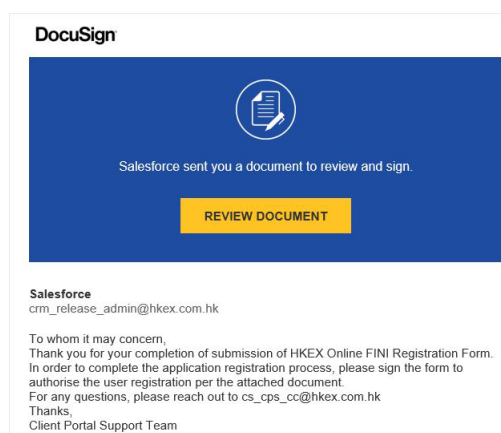 DocuSign
Salesforce sent you a document to review and sign.
REVIEW DOCUMENT
Salesforce
crm_release_admin@hkex.com.hk
To whom it may concern,
Thank you for your completion of submission of HKEX Online FINI Registration Form.
In order to complete the application registration process, please sign the form to
authorise the user registration per the attached document.
For any questions, please reach out to cs_cps_cc@hkex.com.hk
Thanks,
Client Portal Support Team